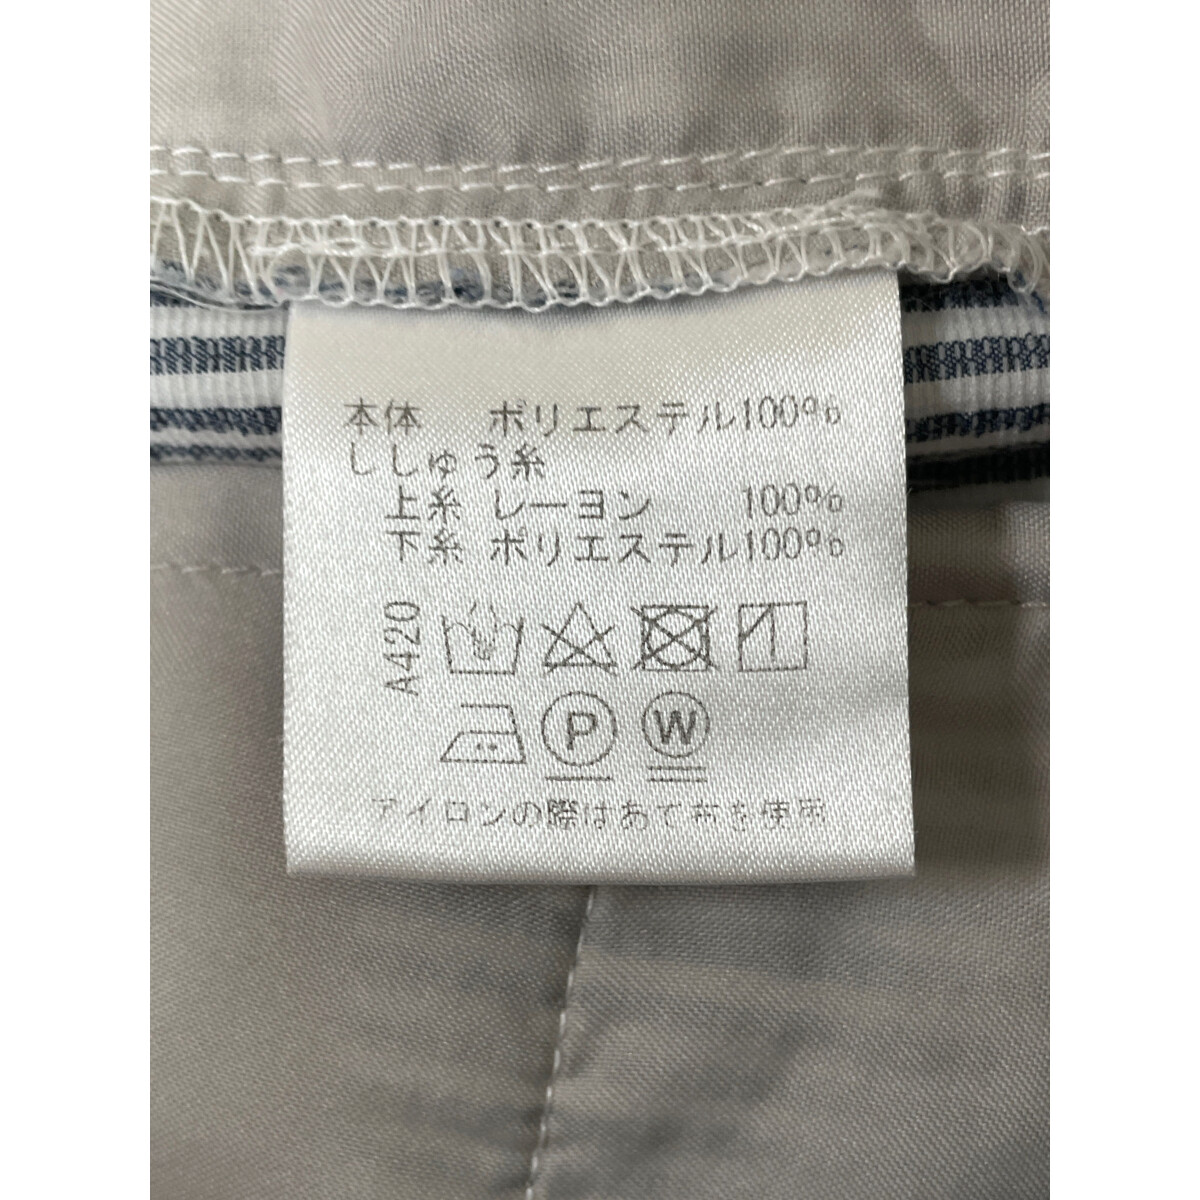 本体 ポリエステル100%
ししゅう糸
上糸 レーヨン 100%
下糸 ポリエステル100%
A420
P W
アイロンの際はあて布を使用